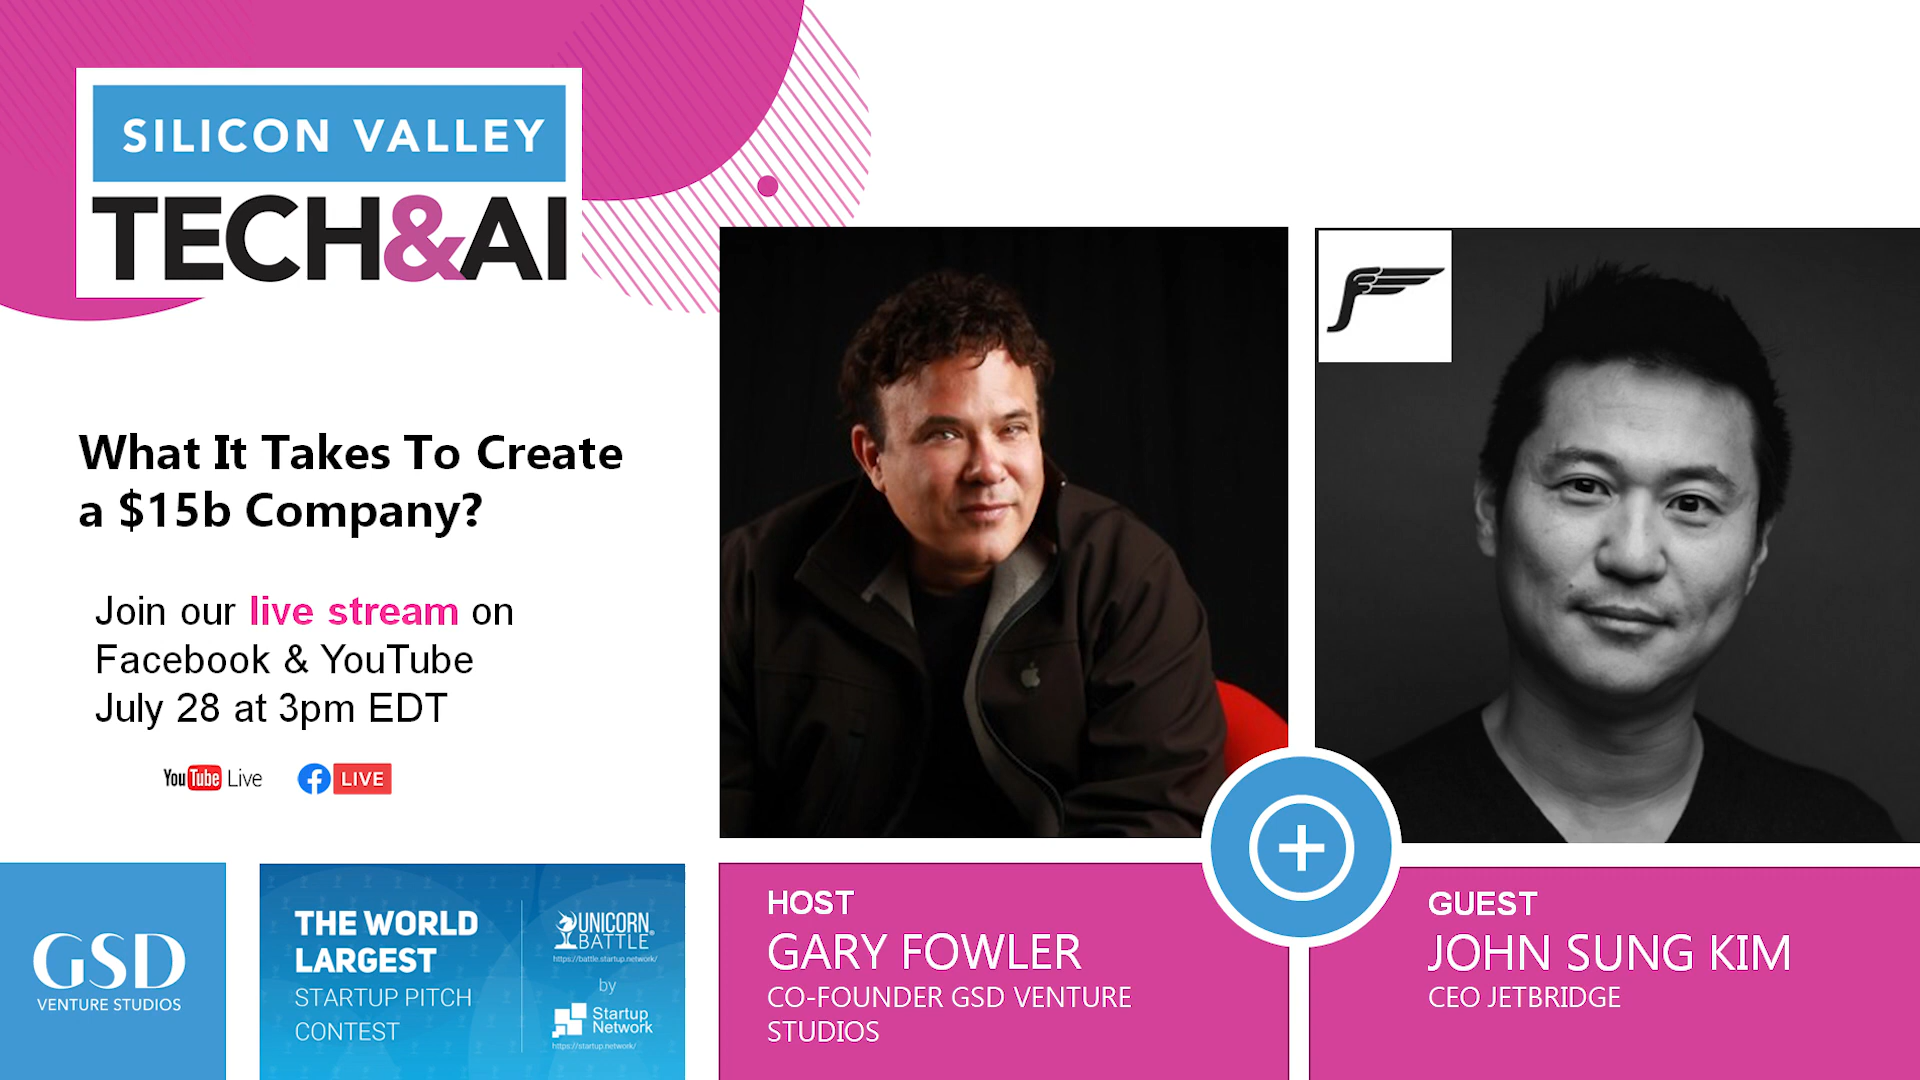 SILICON VALLEY
TECH&AI
What It Takes To Create
a $15b Company?
Join our live stream on
Facebook & YouTube
July 28 at 3pm EDT
YouTube Live
LIVE
GSD
VENTURE STUDIOS
THE WORLD
LARGEST
STARTUP PITCH
CONTEST
UNICORN®
BATTLE
https://battle.startup.network/
by
Startup
Network
https://startup.network/
HOST
GARY FOWLER
CO-FOUNDER GSD VENTURE
STUDIOS
GUEST
JOHN SUNG KIM
CEO JETBRIDGE